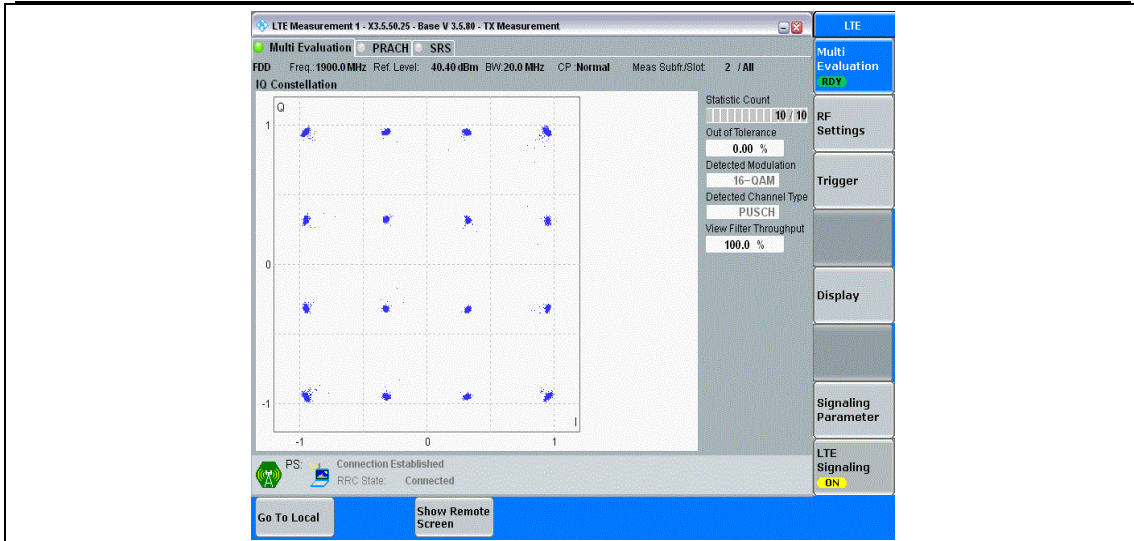 LTE Measurement 1 - X3.5.50.25 - Base V 3.5.80 - TX Measurement
LTE
Multi Evaluation PRACH SRS
Multi Evaluation
RDY
FDD Freq.:1900.0 MHz Ref. Level: 40.40 dBm BW:20.0 MHz CP :Normal Meas Subfr./Slot: 2 / All
IQ Constellation
Q
1
0
-1
I
-1 0 1
Statistic Count
10 / 10
Out of Tolerance
0.00 %
Detected Modulation
16-QAM
Detected Channel Type
PUSCH
View Filter Throughput
100.0 %
RF Settings
Trigger
Display
Signaling Parameter
LTE Signaling
ON
PS: Connection Established
RRC State: Connected
Go To Local
Show Remote Screen